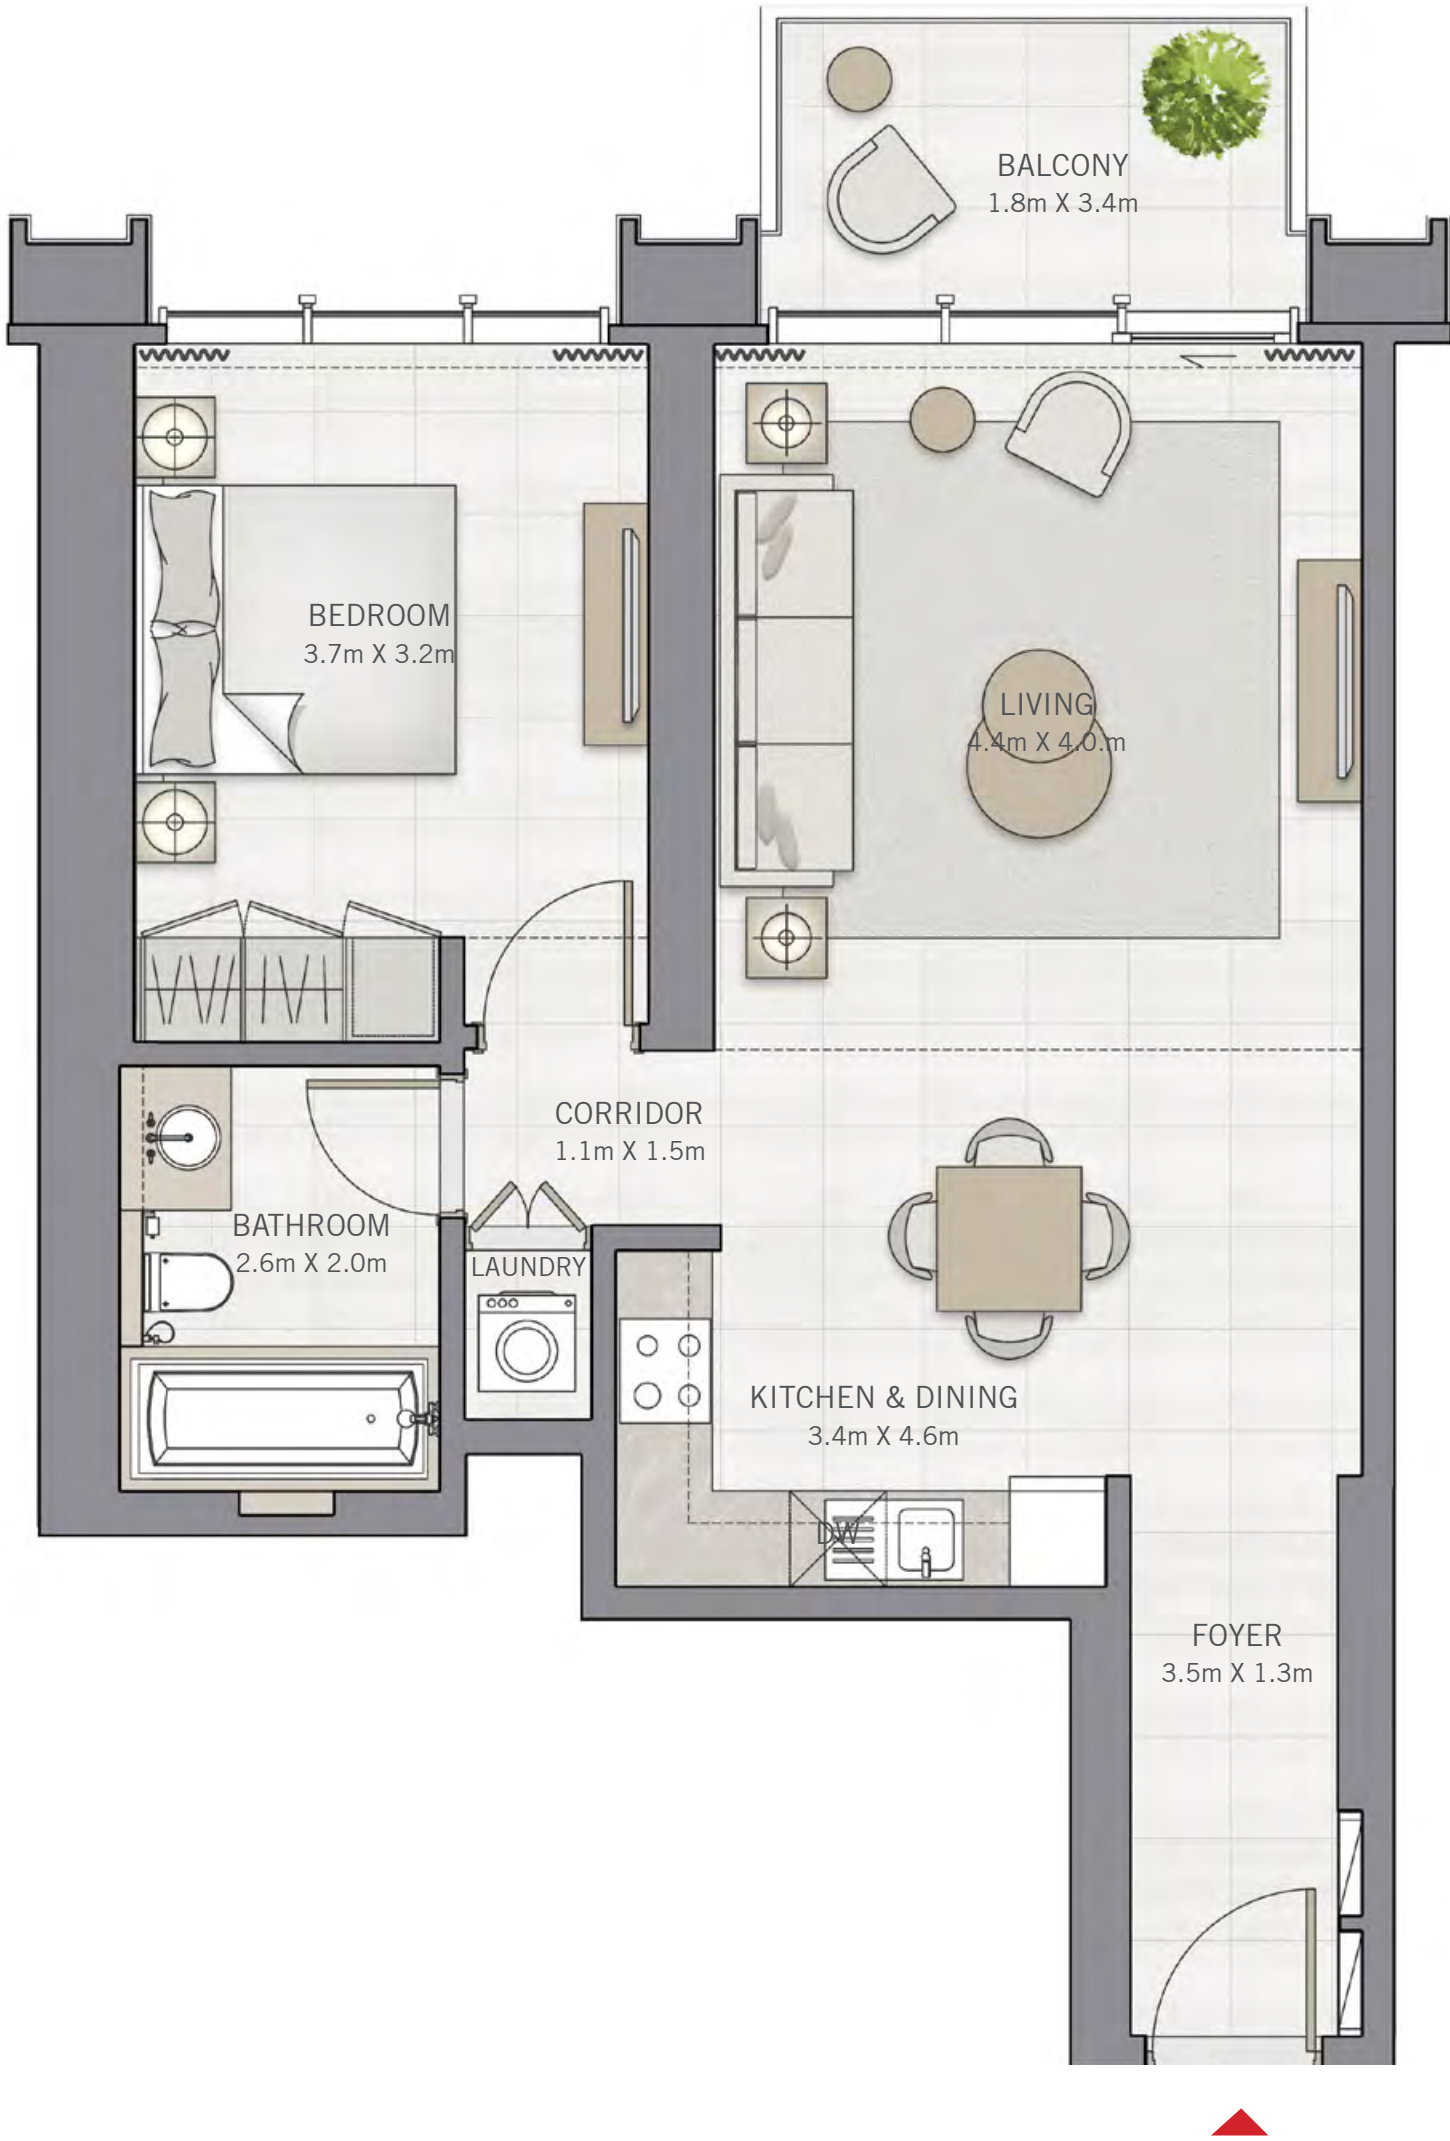 BALCONY
1.8m X 3.4m
BEDROOM
3.7m X 3.2m
LIVING
4.4m X 4.0.m
CORRIDOR
1.1m X 1.5m
BATHROOM
2.6m X 2.0m
LAUNDRY
KITCHEN & DINING
3.4m X 4.6m
DW
FOYER
3.5m X 1.3m